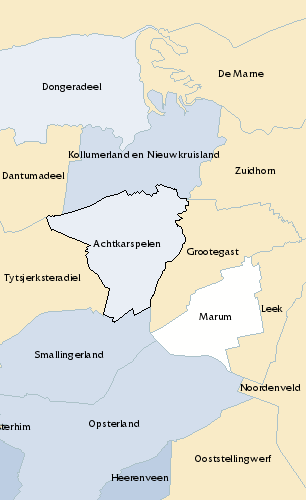 De Marne
Dongeradeel
Kollumerland en Nieuwkruisland
Dantumadeel
Zuidhorn
Achtkarspelen
Grootegast
Tytsjerksteradiel
Leek
Marum
Smallingerland
Noordenveld
Opsterland
sterhim
Ooststellingwerf
Heerenveen